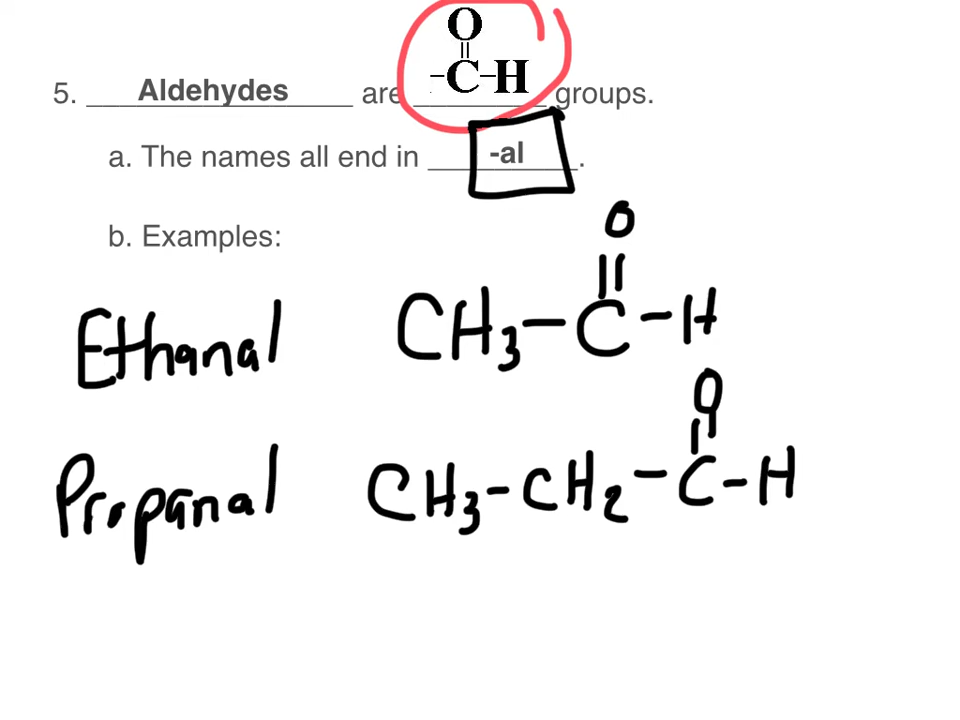 O
||
5. Aldehydes are -C-H groups.
a. The names all end in -al.
b. Examples:
O
||
Ethanal CH3-C-H
O
||
Propanal CH3-CH2-C-H